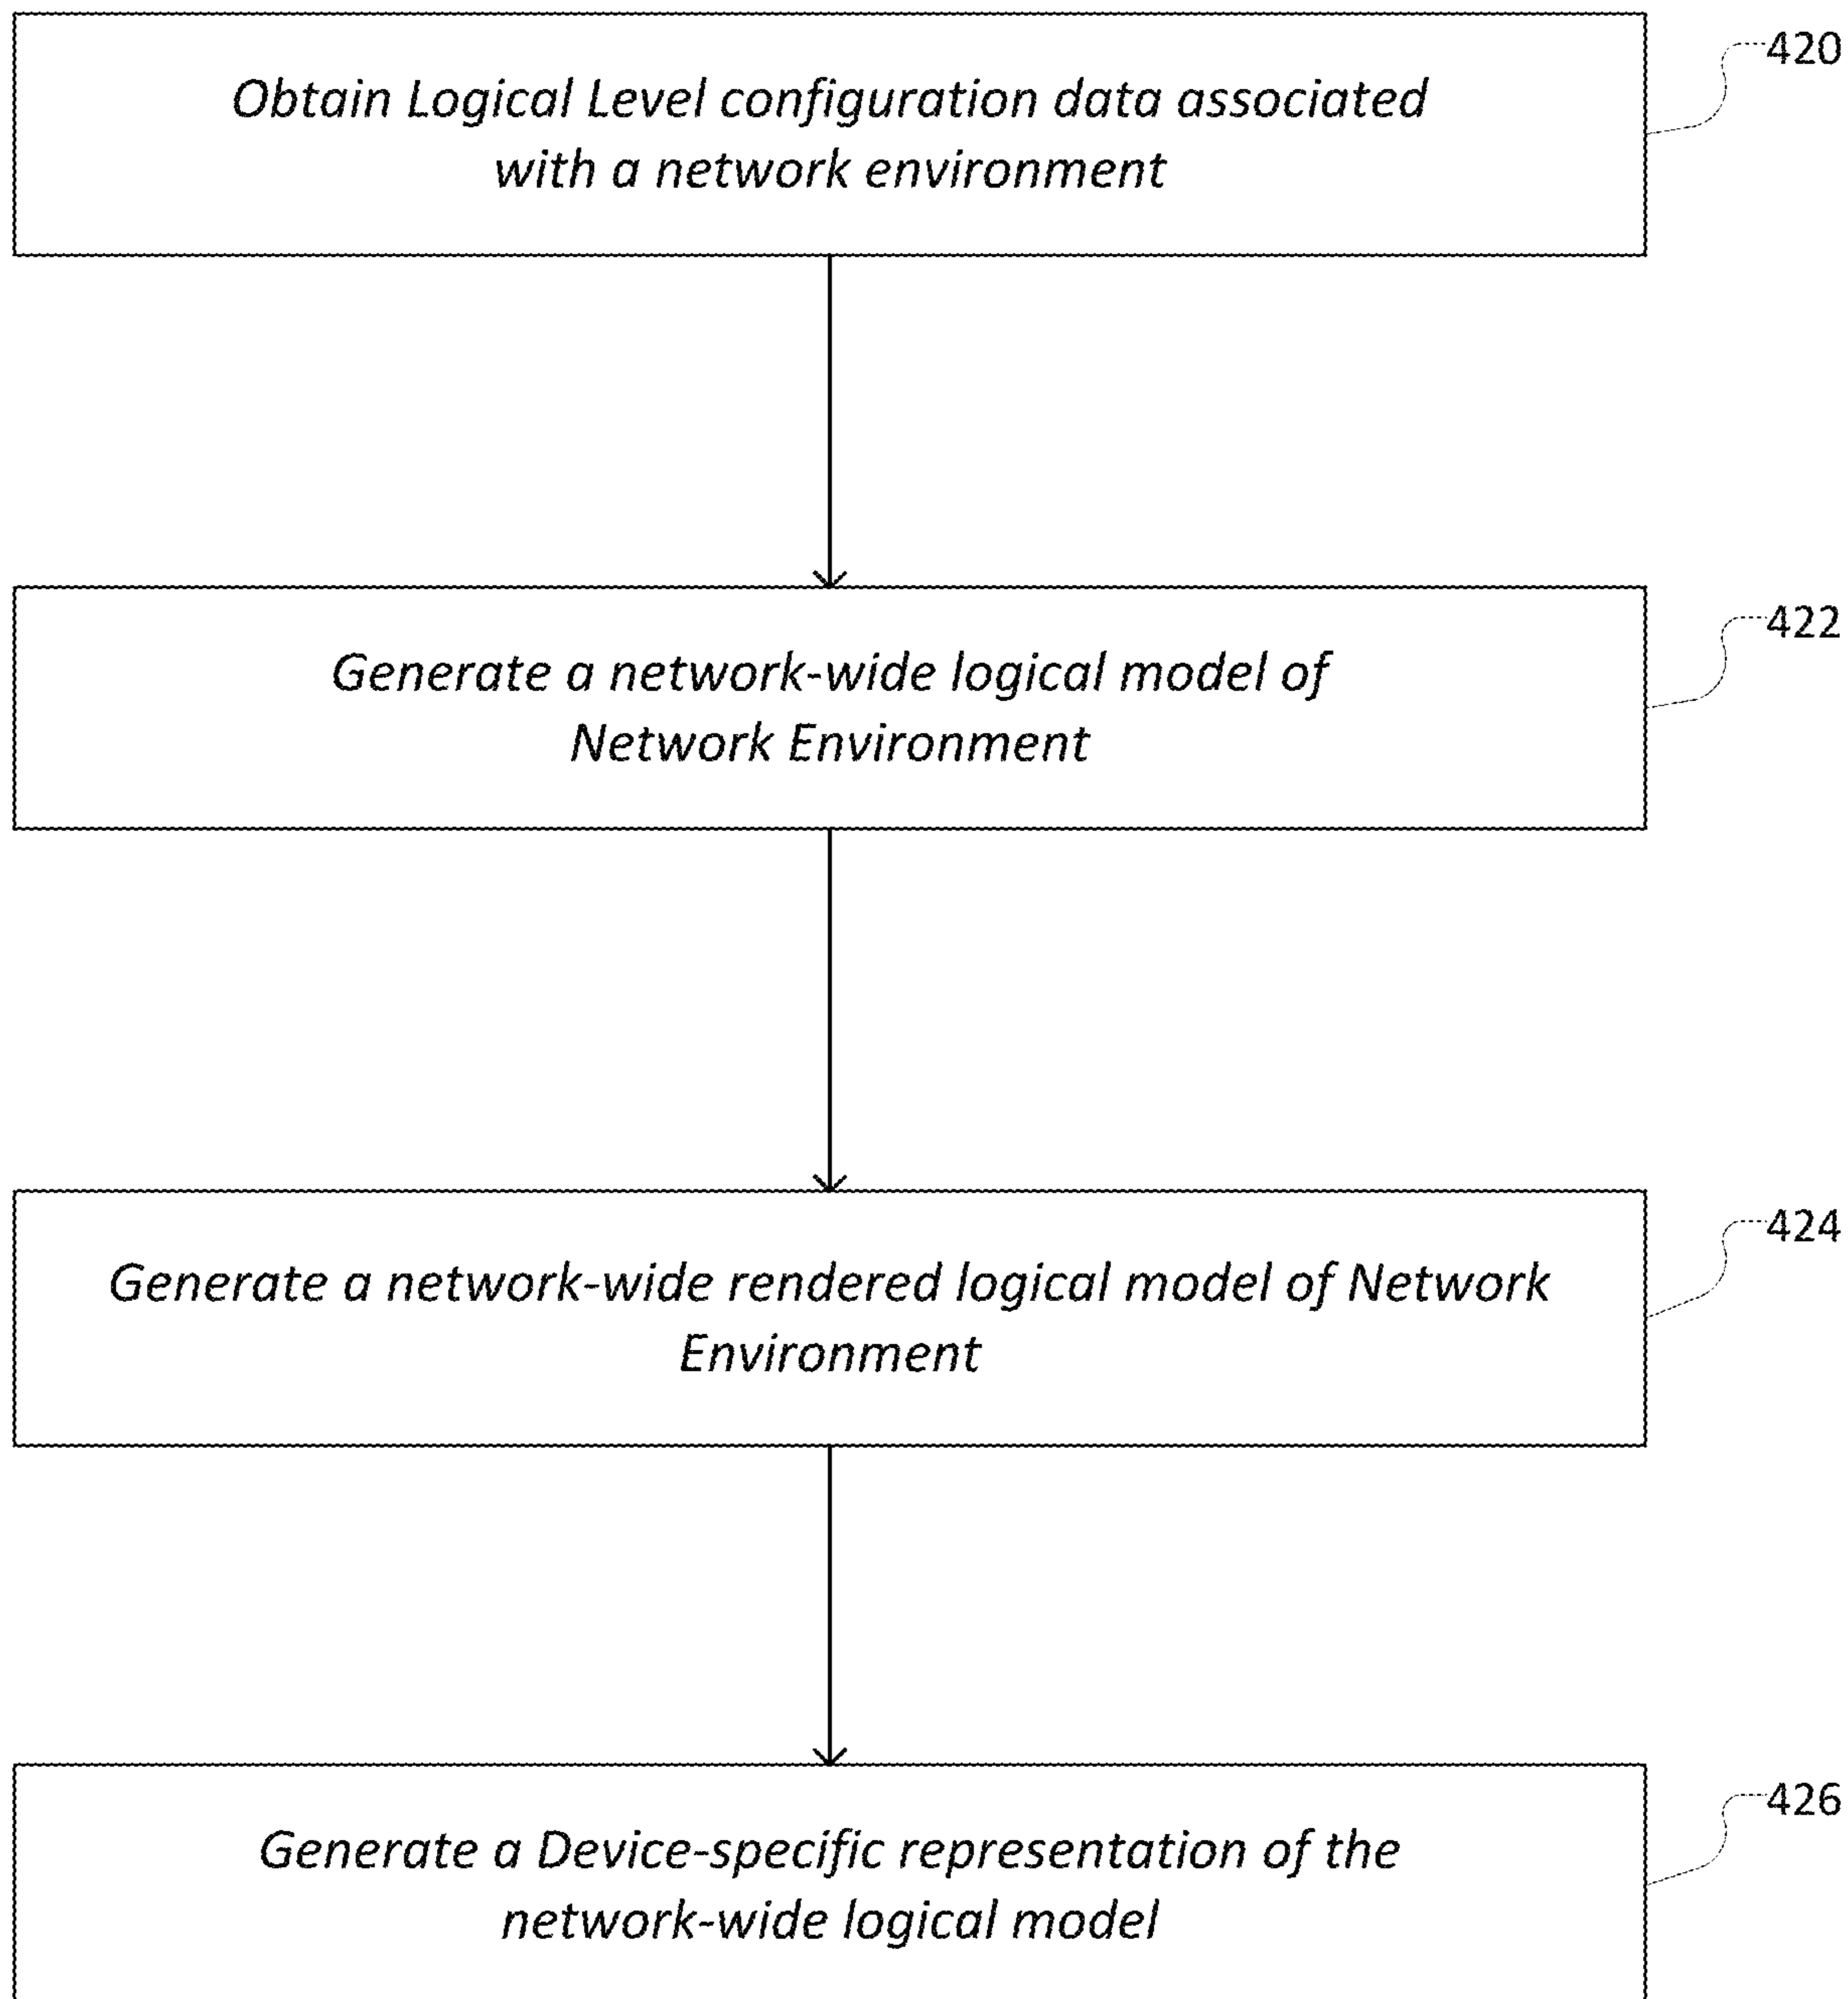 420
Obtain Logical Level configuration data associated
with a network environment
422
Generate a network-wide logical model of
Network Environment
424
Generate a network-wide rendered logical model of Network
Environment
426
Generate a Device-specific representation of the
network-wide logical model